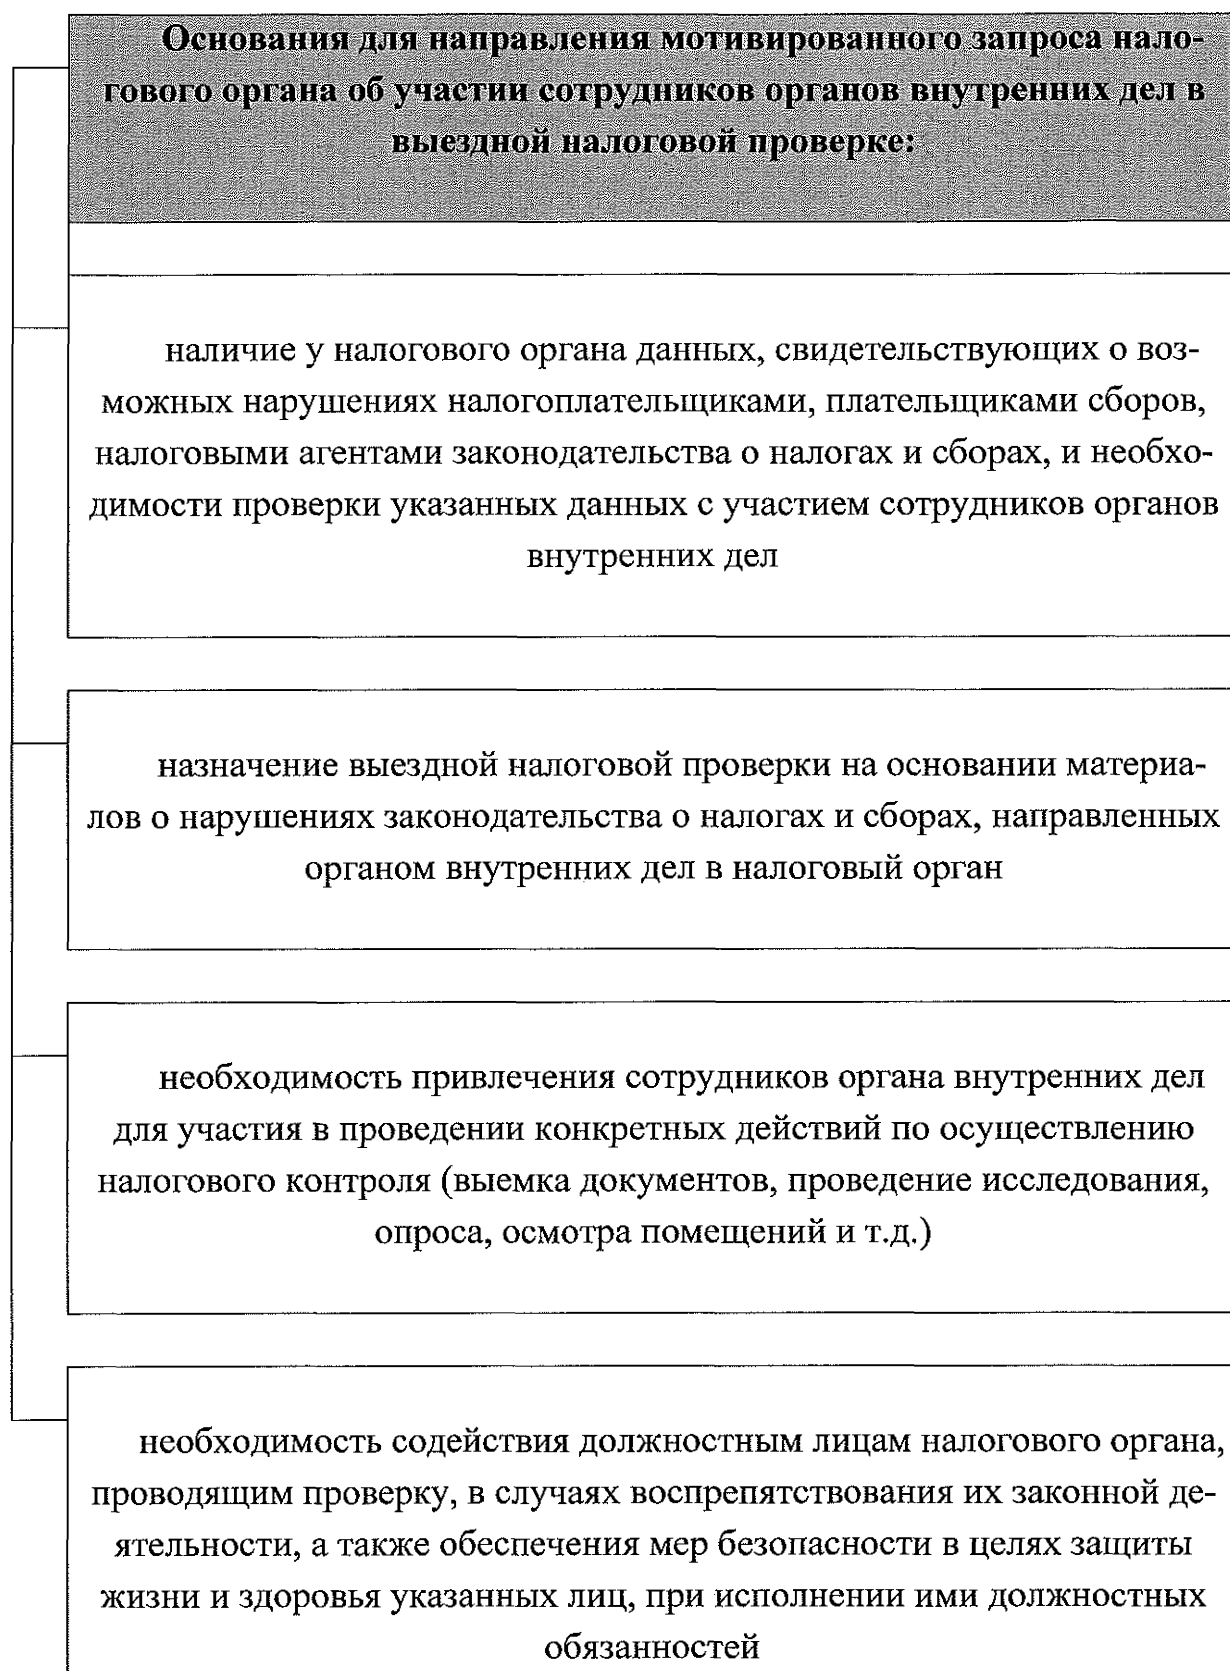 Основания для направления мотивированного запроса нало-
гового органа об участии сотрудников органов внутренних дел в
выездной налоговой проверке:
наличие у налогового органа данных, свидетельствующих о воз-
можных нарушениях налогоплательщиками, плательщиками сборов,
налоговыми агентами законодательства о налогах и сборах, и необхо-
димости проверки указанных данных с участием сотрудников органов
внутренних дел
назначение выездной налоговой проверки на основании материа-
лов о нарушениях законодательства о налогах и сборах, направленных
органом внутренних дел в налоговый орган
необходимость привлечения сотрудников органа внутренних дел
для участия в проведении конкретных действий по осуществлению
налогового контроля (выемка документов, проведение исследования,
опроса, осмотра помещений и т.д.)
необходимость содействия должностным лицам налогового органа,
проводящим проверку, в случаях воспрепятствования их законной де-
ятельности, а также обеспечения мер безопасности в целях защиты
жизни и здоровья указанных лиц, при исполнении ими должностных
обязанностей